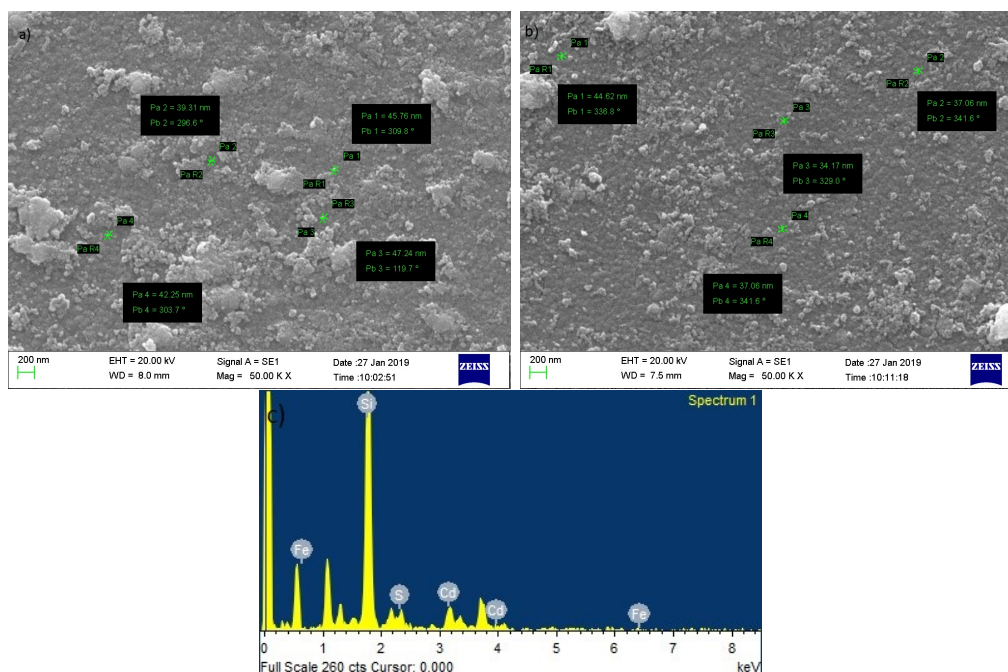 a)
Pa 2 = 39.31 nm
Pb 2 = 296.6 °
Pa 1 = 45.76 nm
Pb 1 = 309.8 °
Pa 2
Pa R2
Pa 1
Pa R1
Pa R3
Pa 3
Pa 4
Pa R4
Pa 3 = 47.24 nm
Pb 3 = 119.7 °
Pa 4 = 42.25 nm
Pb 4 = 303.7 °
200 nm
EHT = 20.00 kV
Signal A = SE1
Date :27 Jan 2019
WD = 8.0 mm
Mag = 50.00 K X
Time :10:02:51
ZEISS
b)
Pa 1
Pa R1
Pa 2
Pa R2
Pa 1 = 44.62 nm
Pb 1 = 336.8 °
Pa 2 = 37.06 nm
Pb 2 = 341.6 °
Pa 3
Pa R3
Pa 3 = 34.17 nm
Pb 3 = 329.0 °
Pa 4
Pa R4
Pa 4 = 37.06 nm
Pb 4 = 341.6 °
200 nm
EHT = 20.00 kV
Signal A = SE1
Date :27 Jan 2019
WD = 7.5 mm
Mag = 50.00 K X
Time :10:11:18
ZEISS
c)
Spectrum 1
Si
Fe
S
Cd
Cd
Fe
0 1 2 3 4 5 6 7 8
Full Scale 260 cts Cursor: 0.000
keV